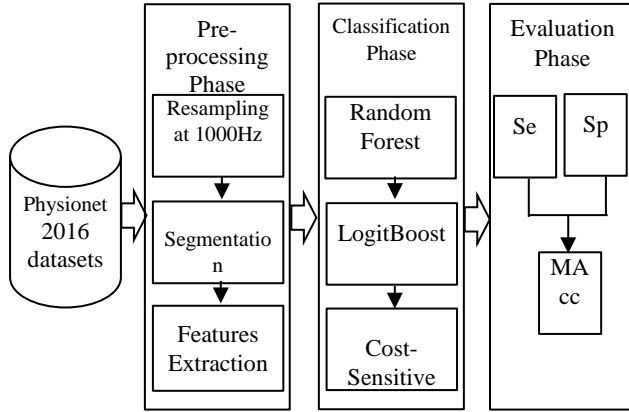 Physionet
2016
datasets
Pre-
processing
Phase
Resampling
at 1000Hz
Segmentatio
n
Features
Extraction
Classification
Phase
Random
Forest
LogitBoost
Cost-
Sensitive
Evaluation
Phase
Se
Sp
MA
cc